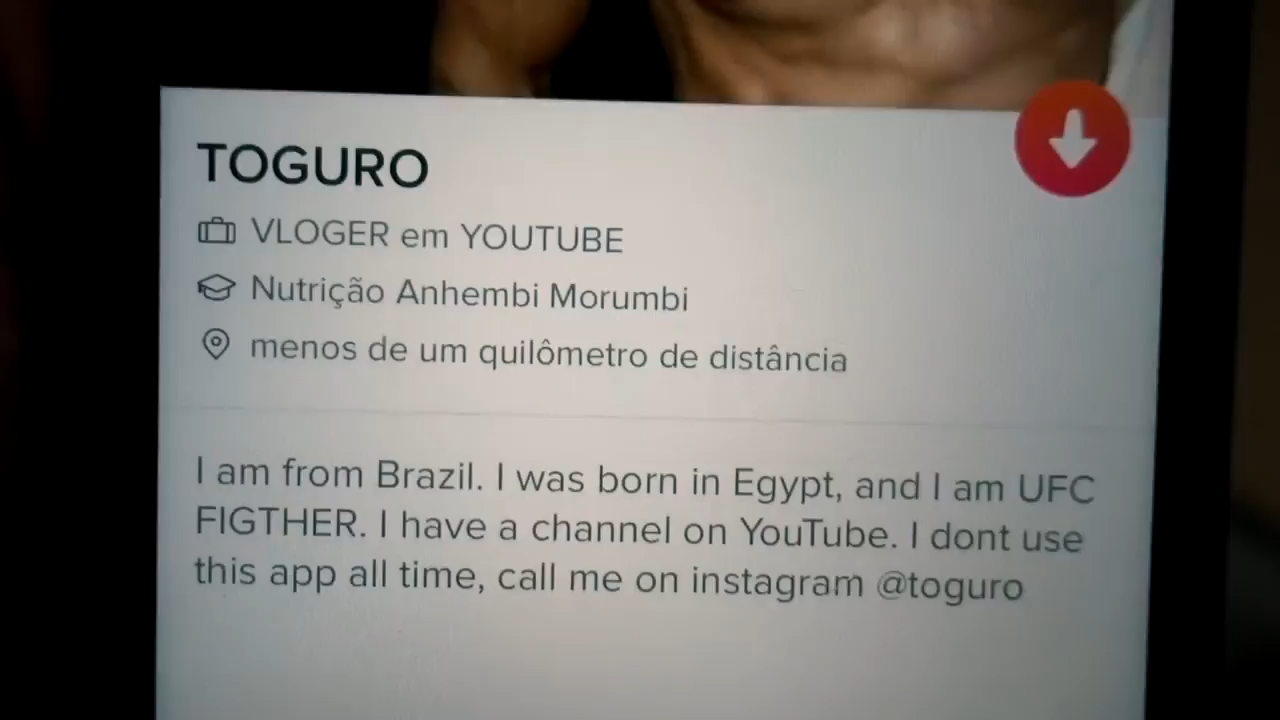 TOGURO
VLOGER em YOUTUBE
Nutrição Anhembi Morumbi
menos de um quilômetro de distância
I am from Brazil. I was born in Egypt, and I am UFC
FIGTHER. I have a channel on YouTube. I dont use
this app all time, call me on instagram @toguro